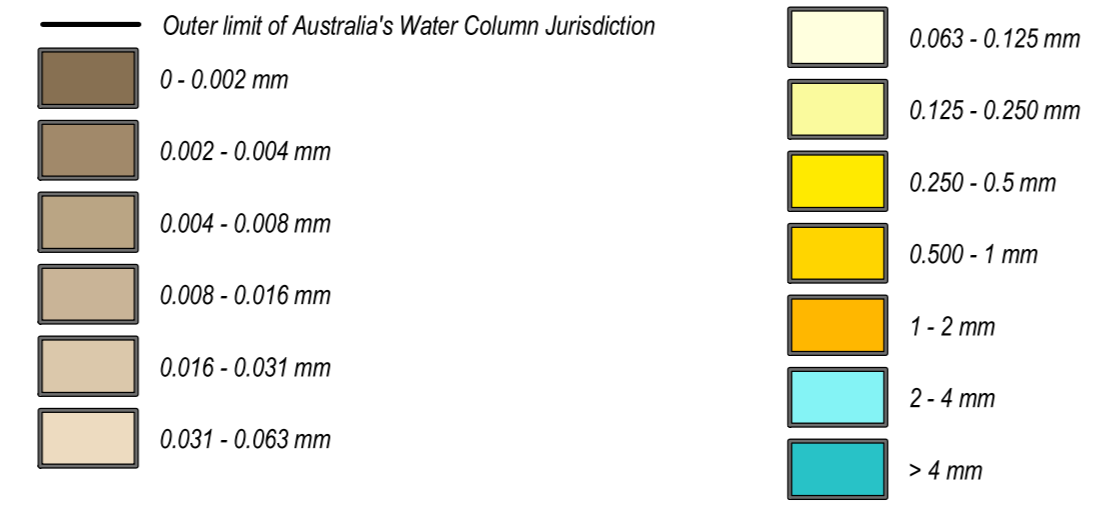 Outer limit of Australia's Water Column Jurisdiction
0 - 0.002 mm
0.002 - 0.004 mm
0.004 - 0.008 mm
0.008 - 0.016 mm
0.016 - 0.031 mm
0.031 - 0.063 mm
0.063 - 0.125 mm
0.125 - 0.250 mm
0.250 - 0.5 mm
0.500 - 1 mm
1 - 2 mm
2 - 4 mm
> 4 mm